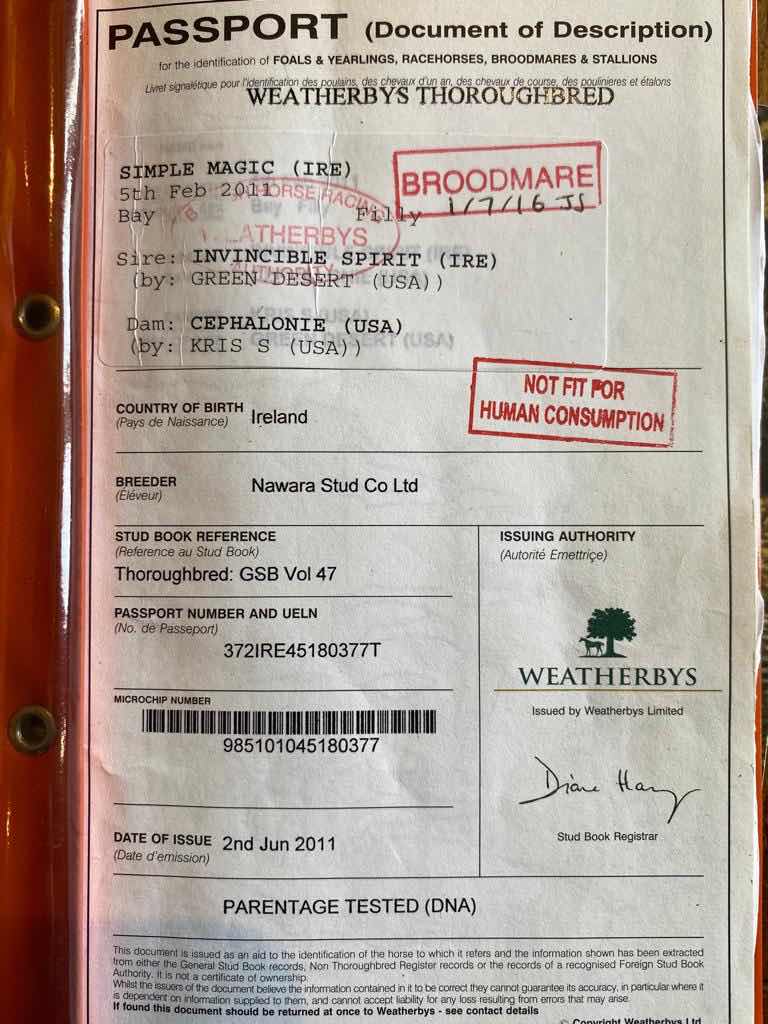 PASSPORT (Document of Description)
for the identification of FOALS & YEARLINGS, RACEHORSES, BROODMARES & STALLIONS
Livret signalétique pour l'identification des poulains, des chevaux d'un an, des chevaux de course, des poulinieres et étalons
WEATHERBYS THOROUGHBRED
SIMPLE MAGIC (IRE)
5th Feb 2011
Bay Filly
BROODMARE
1/7/16 JS
HORSE RACING
WEATHERBYS
AUTHORITY
Sire: INVINCIBLE SPIRIT (IRE)
(by: GREEN DESERT (USA))
Dam: CEPHALONIE (USA)
(by: KRIS S (USA))
NOT FIT FOR
HUMAN CONSUMPTION
COUNTRY OF BIRTH Ireland
(Pays de Naissance)
BREEDER Nawara Stud Co Ltd
(Éléveur)
STUD BOOK REFERENCE
(Reference au Stud Book)
Thoroughbred: GSB Vol 47
PASSPORT NUMBER AND UELN
(No. de Passeport)
372IRE45180377T
MICROCHIP NUMBER
985101045180377
DATE OF ISSUE 2nd Jun 2011
(Date d'emission)
ISSUING AUTHORITY
(Autorité Emettriçe)
WEATHERBYS
Issued by Weatherbys Limited
Stud Book Registrar
PARENTAGE TESTED (DNA)
This document is issued as an aid to the identification of the horse to which it refers and the information shown has been extracted
from either the General Stud Book records, Non Thoroughbred Register records or the records of a recognised Foreign Stud Book
Authority. It is not a certificate of ownership.
Whilst the issuers of the document believe the information contained in it to be correct they cannot guarantee its accuracy, in particular where it
is dependent on information supplied to them, and cannot accept liability for any loss resulting from errors that may arise.
If found this document should be returned at once to Weatherbys - see contact details
© Copyright Weatherbys Ltd